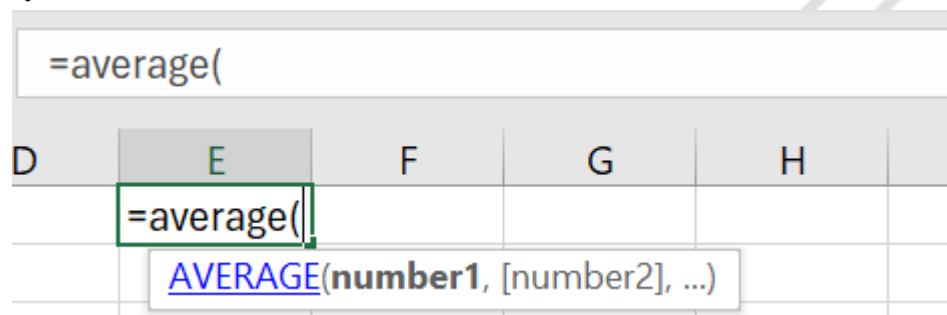 =average(
D E F G H
=average(
AVERAGE(number1, [number2], ...)